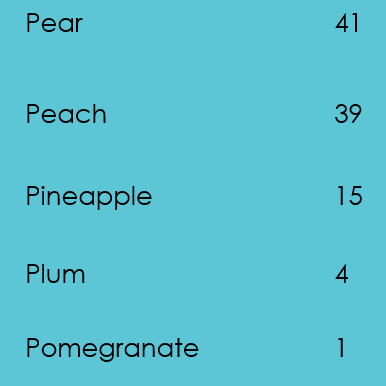 Pear 41
Peach 39
Pineapple 15
Plum 4
Pomegranate 1